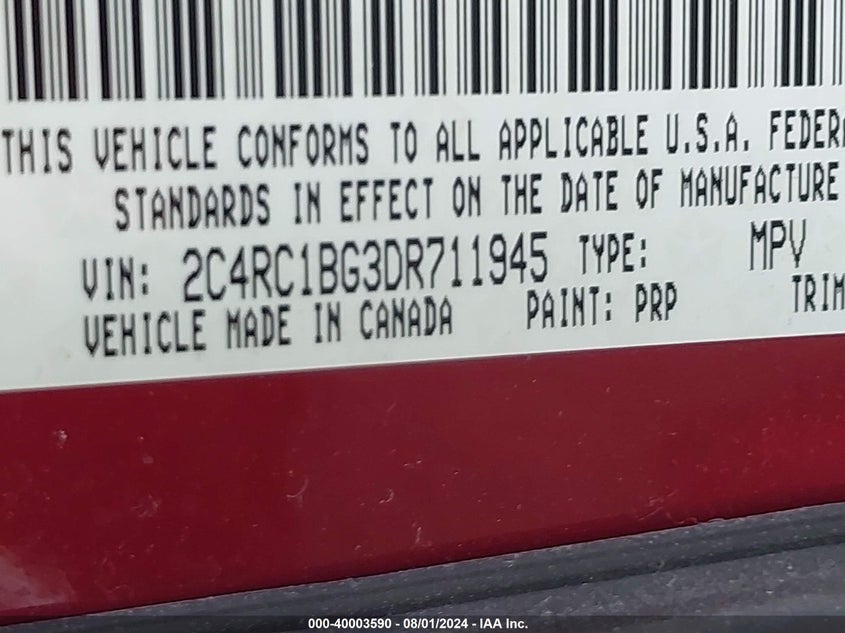 THIS VEHICLE CONFORMS TO ALL APPLICABLE U.S.A.
STANDARDS IN EFFECT ON THE DATE OF MANUFACTURE
VIN: 2C4RC1BG3DR711945 TYPE: MPV
VEHICLE MADE IN CANADA PAINT: PRP TRIM
000-40003590 - 08/01/2024 - IAA Inc.